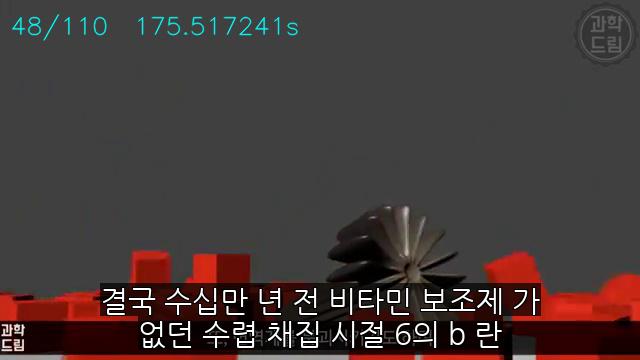 48/110 175.517241s
과학
드림
결국 수십만 년 전 비타민 보조제 가
없던 수렵 채집 시절 6의 b 란
과학
드림